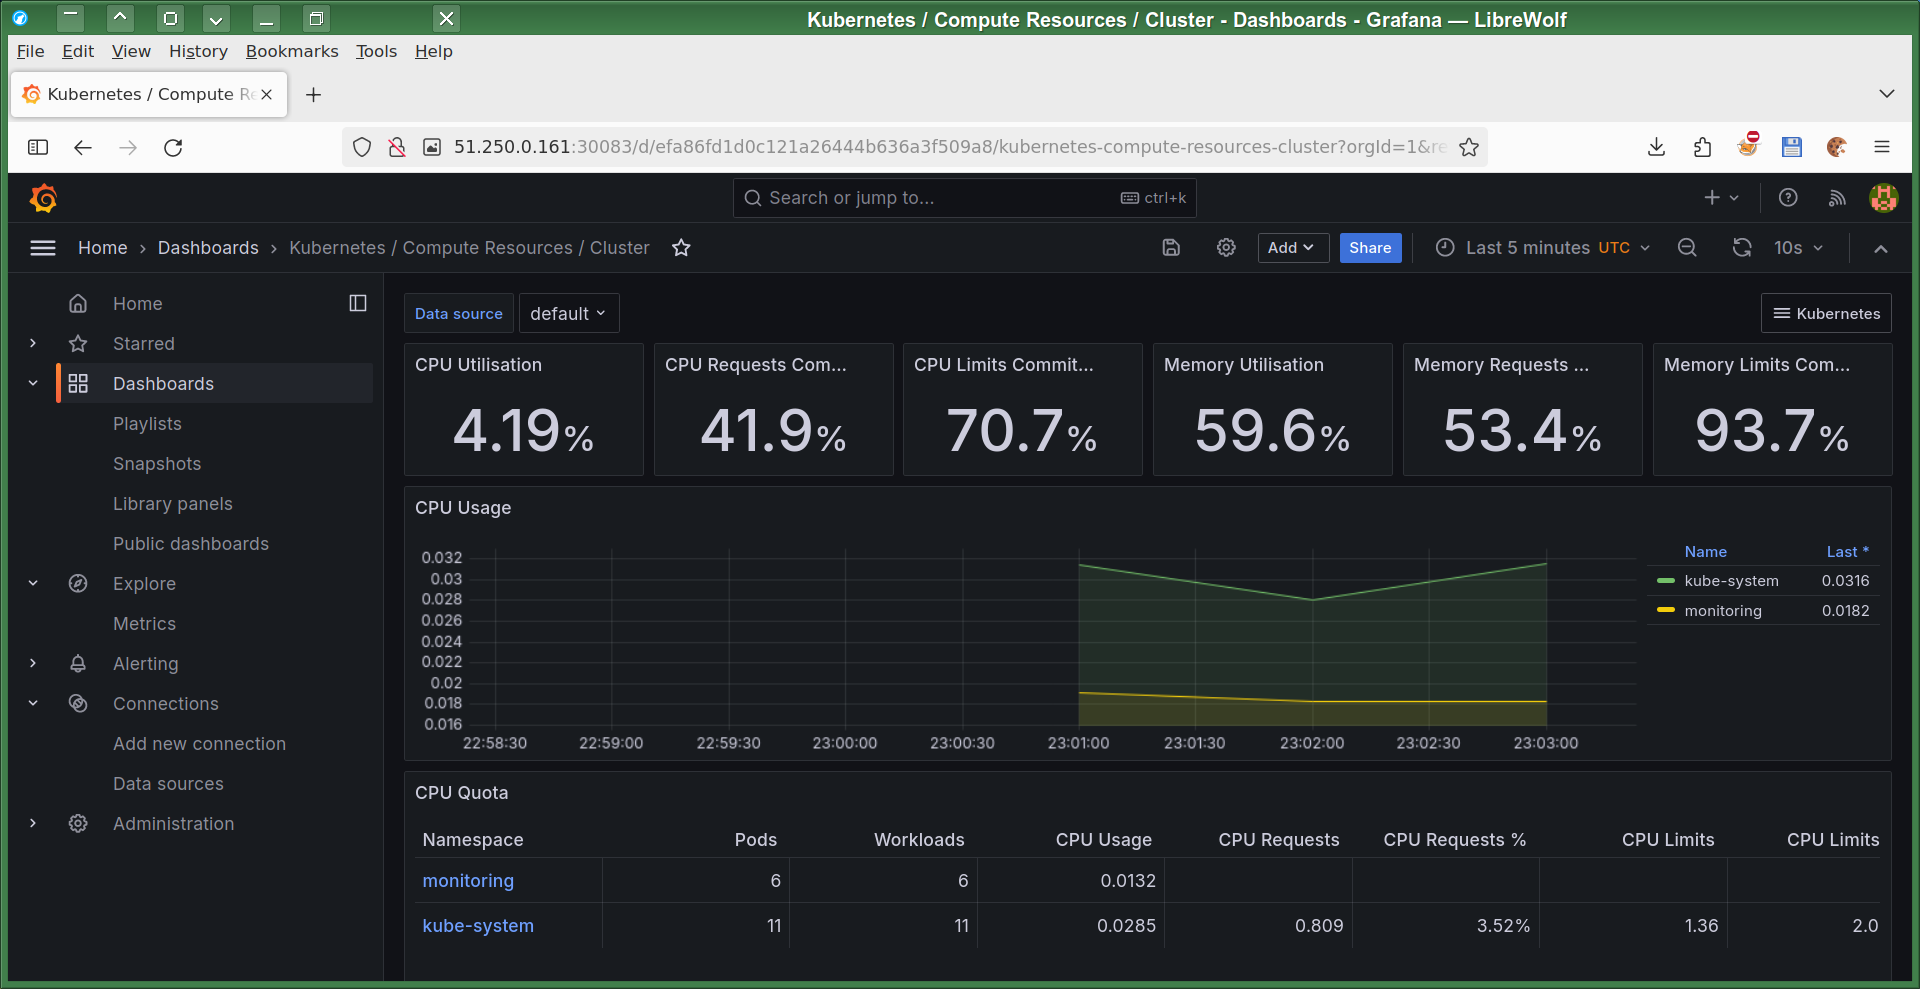 Kubernetes / Compute Resources / Cluster - Dashboards - Grafana — LibreWolf
File Edit View History Bookmarks Tools Help
Kubernetes / Compute
51.250.0.161:30083/d/efa86fd1d0c121a26444b636a3f509a8/kubernetes-compute-resources-cluster?orgId=1&re
Search or jump to... ctrl+k
Home › Dashboards › Kubernetes / Compute Resources / Cluster Add Share Last 5 minutes UTC 10s
Home
Starred
Dashboards
Playlists
Snapshots
Library panels
Public dashboards
Explore
Metrics
Alerting
Connections
Add new connection
Data sources
Administration
Data source default Kubernetes
CPU Utilisation
4.19%
CPU Requests Com...
41.9%
CPU Limits Commit...
70.7%
Memory Utilisation
59.6%
Memory Requests ...
53.4%
Memory Limits Com...
93.7%
CPU Usage
0.032
0.03
0.028
0.026
0.024
0.022
0.02
0.018
0.016
22:58:30 22:59:00 22:59:30 23:00:00 23:00:30 23:01:00 23:01:30 23:02:00 23:02:30 23:03:00
Name Last *
kube-system 0.0316
monitoring 0.0182
CPU Quota
Namespace Pods Workloads CPU Usage CPU Requests CPU Requests % CPU Limits CPU Limits
monitoring 6 6 0.0132
kube-system 11 11 0.0285 0.809 3.52% 1.36 2.0